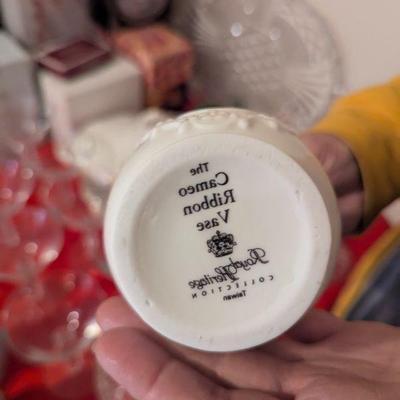 The
Cameo
Ribbon
Vase
Royal Heritage
COLLECTION
Taiwan